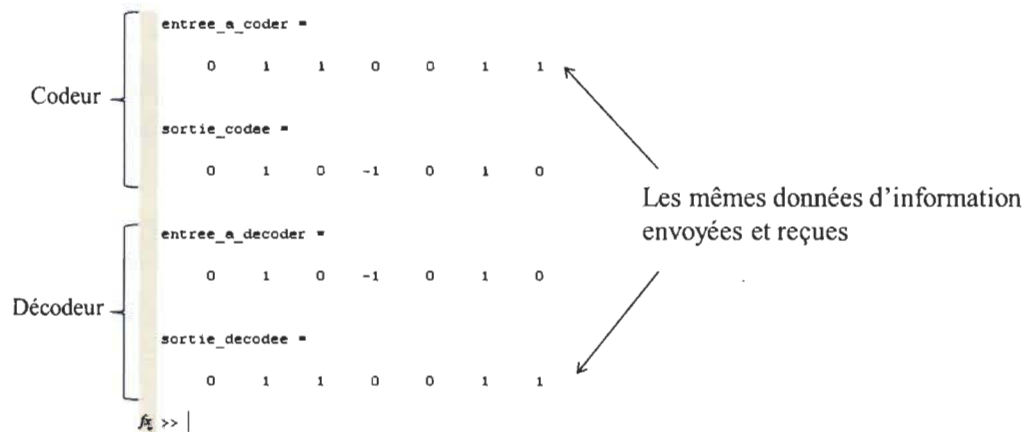 entree_a_coder =
0 1 1 0 0 1 1
Codeur
sortie_codee =
0 1 0 -1 0 1 0
Les mêmes données d'information
envoyées et reçues
entree_a_decoder =
0 1 0 -1 0 1 0
Décodeur
sortie_decodee =
0 1 1 0 0 1 1
fx >>